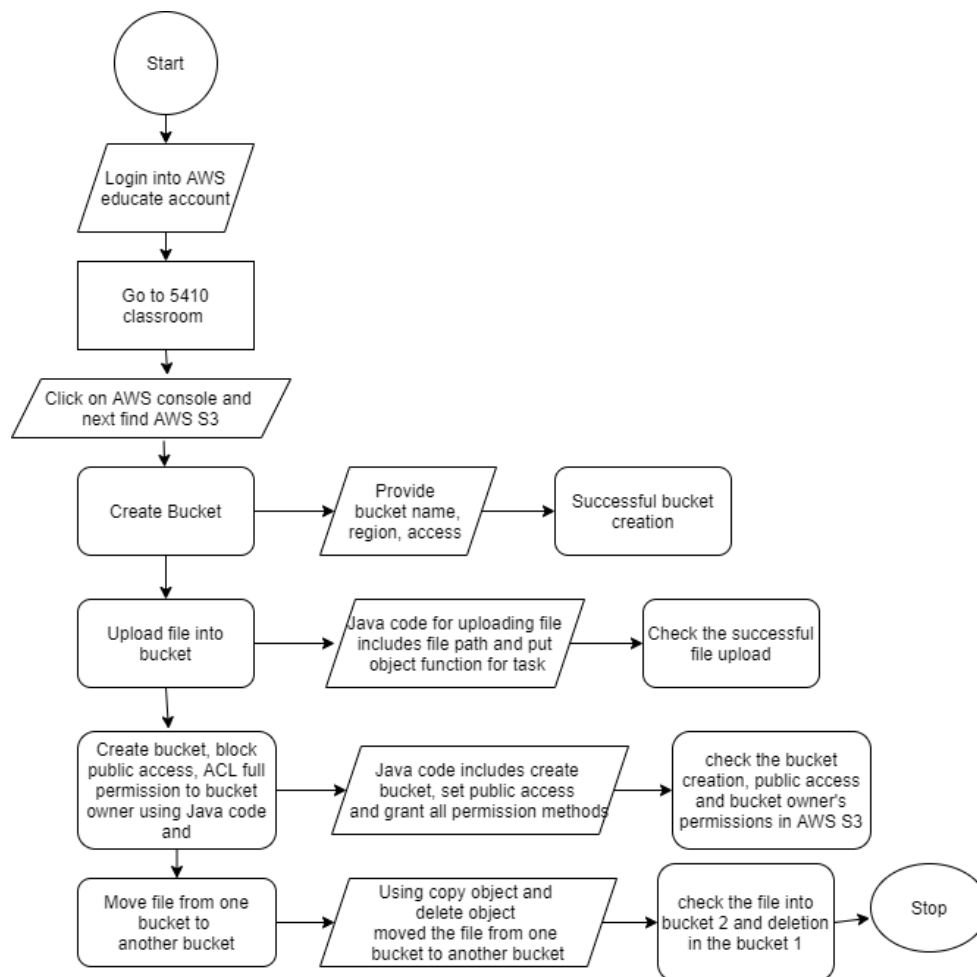 Start
Login into AWS
educate account
Go to 5410
classroom
Click on AWS console and
next find AWS S3
Create Bucket
Provide
bucket name,
region, access
Successful bucket
creation
Upload file into
bucket
Java code for uploading file
includes file path and put
object function for task
Check the successful
file upload
Create bucket, block
public access, ACL full
permission to bucket
owner using Java code
and
Java code includes create
bucket, set public access
and grant all permission methods
check the bucket
creation, public access
and bucket owner's
permissions in AWS S3
Move file from one
bucket to
another bucket
Using copy object and
delete object
moved the file from one
bucket to another bucket
check the file into
bucket 2 and deletion
in the bucket 1
Stop